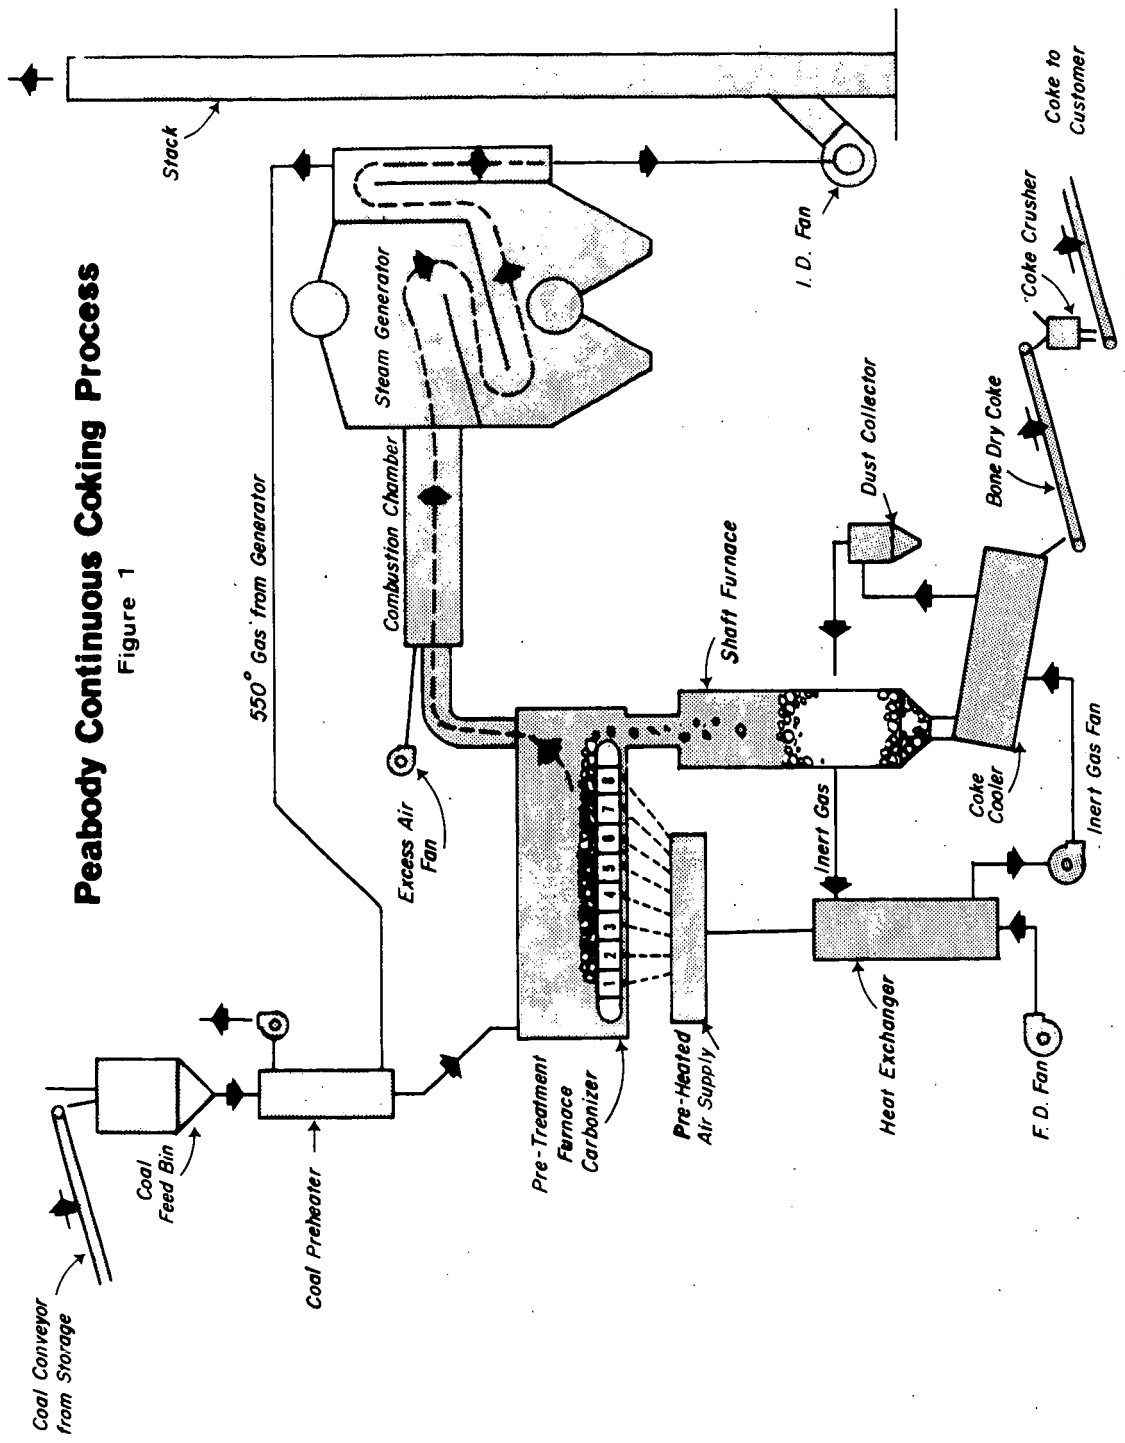 Peabody Continuous Coking Process
Figure 1
Coal Conveyor
from Storage
Coal
Feed Bin
Coal Preheater
550° Gas from Generator
Stack
Steam Generator
Combustion Chamber
Excess Air
Fan
I. D. Fan
Pre-Treatment
Furnace
Carbonizer
1 2 3 4 5 6 7 8
Pre-Heated
Air Supply
Shaft Furnace
Dust Collector
Inert Gas
Heat Exchanger
F. D. Fan
Inert Gas Fan
Coke
Cooler
Bone Dry Coke
Coke Crusher
Coke to
Customer